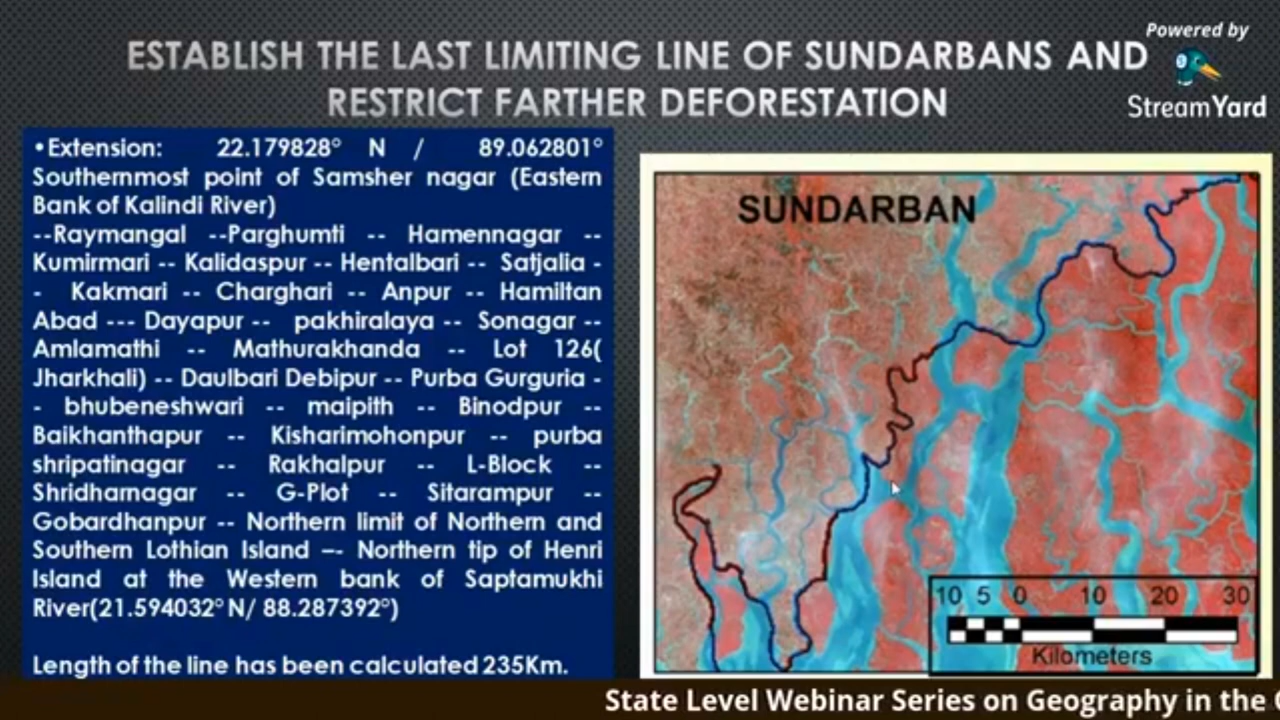 Powered by
StreamYard
ESTABLISH THE LAST LIMITING LINE OF SUNDARBANS AND
RESTRICT FARTHER DEFORESTATION
•Extension: 22.179828° N / 89.062801°
Southernmost point of Samsher nagar (Eastern
Bank of Kalindi River)
--Raymangal --Parghumti -- Hamennagar --
Kumirmari -- Kalidaspur -- Hentalbari -- Satjalia -
- Kakmari -- Charghari -- Anpur -- Hamiltan
Abad --- Dayapur -- pakhiralaya -- Sonagar --
Amlamathi -- Mathurakhanda -- Lot 126(
Jharkhali) -- Daulbari Debipur -- Purba Gurguria -
- bhubeneshwari -- maipith -- Binodpur --
Baikhanthapur -- Kisharimohonpur -- purba
shripatinagar -- Rakhalpur -- L-Block --
Shridharnagar -- G-Plot -- Sitarampur --
Gobardhanpur -- Northern limit of Northern and
Southern Lothian Island –- Northern tip of Henri
Island at the Western bank of Saptamukhi
River(21.594032° N/ 88.287392°)
Length of the line has been calculated 235Km.
SUNDARBAN
10 5 0 10 20 30
Kilometers
State Level Webinar Series on Geography in the